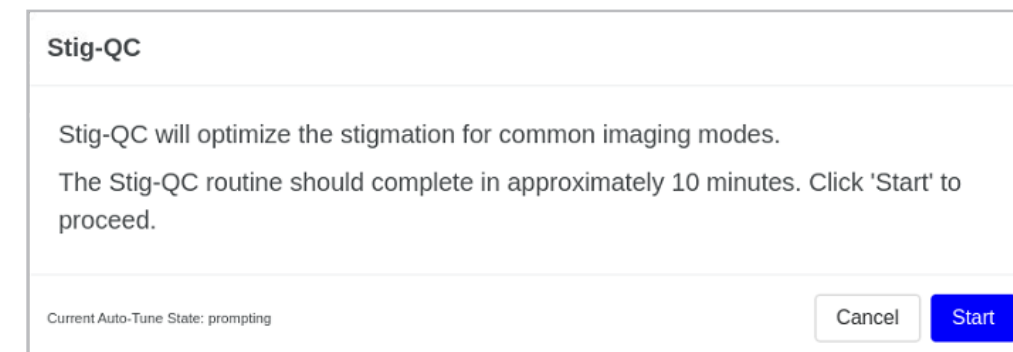 Stig-QC
Stig-QC will optimize the stigmation for common imaging modes.
The Stig-QC routine should complete in approximately 10 minutes. Click 'Start' to
proceed.
Current Auto-Tune State: prompting
Cancel
Start